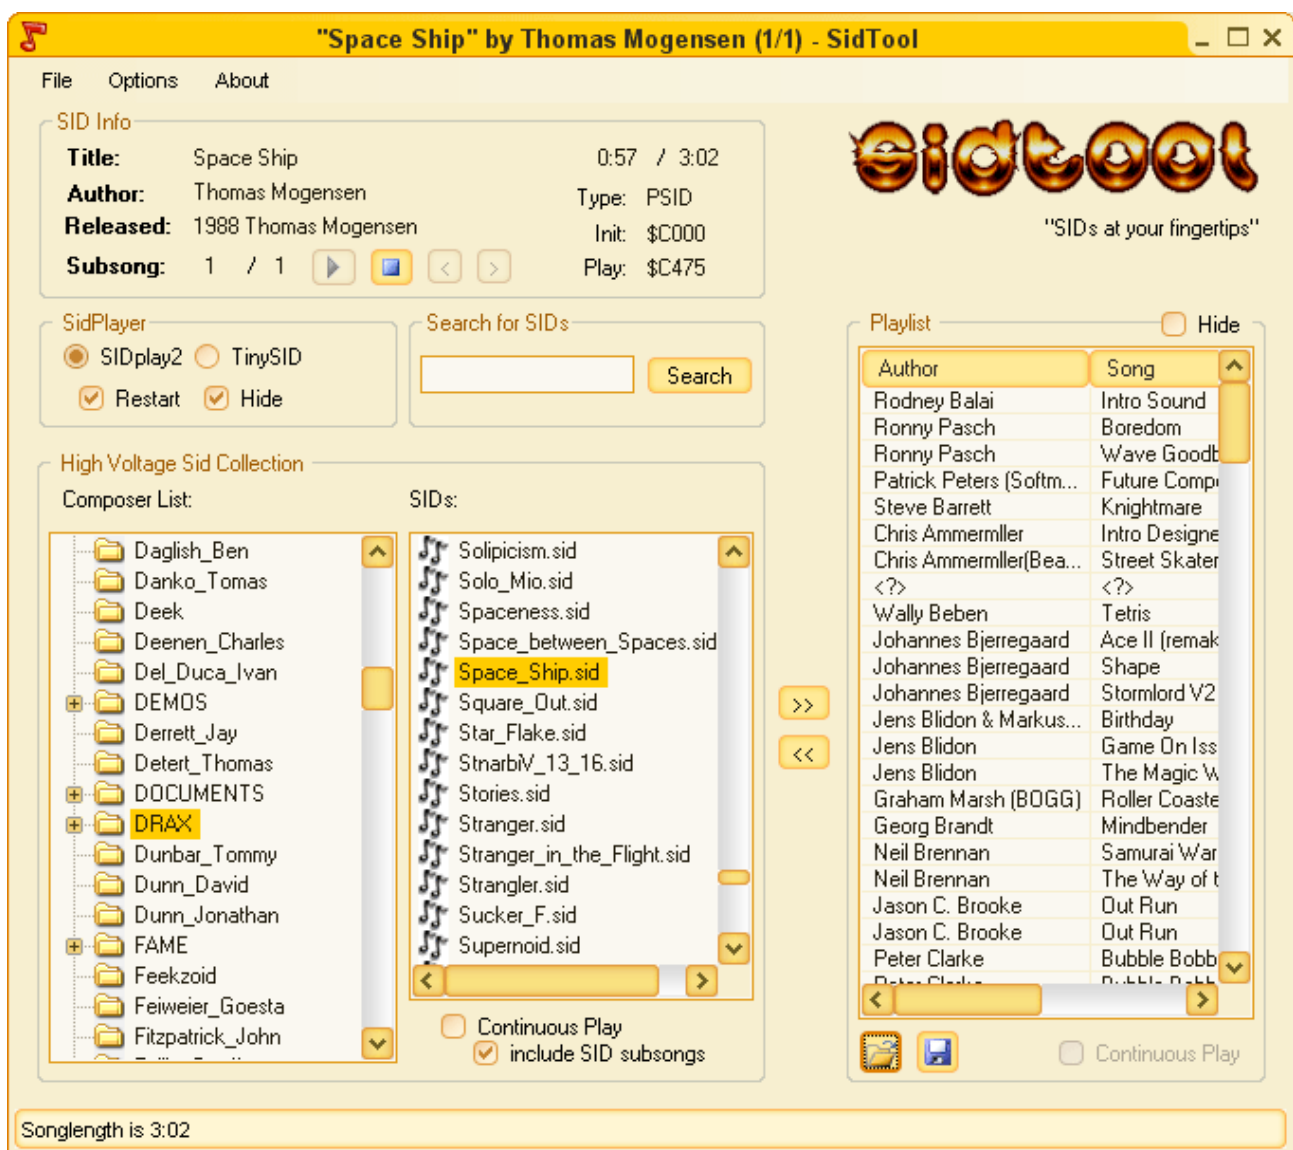 "Space Ship" by Thomas Mogensen (1/1) - SidTool
File Options About
SID Info
Title: Space Ship 0:57 / 3:02
Author: Thomas Mogensen Type: PSID
Released: 1988 Thomas Mogensen Init: $C000
Subsong: 1 / 1 < > Play: $C475
sidtool
"SIDs at your fingertips"
SidPlayer
SIDplay2 TinySID
Restart Hide
Search for SIDs
Search
High Voltage Sid Collection
Composer List:
Daglish_Ben
Danko_Tomas
Deek
Deenen_Charles
Del_Duca_Ivan
DEMOS
Derrett_Jay
Detert_Thomas
DOCUMENTS
DRAX
Dunbar_Tommy
Dunn_David
Dunn_Jonathan
FAME
Feekzoid
Feiweier_Goesta
Fitzpatrick_John
SIDs:
Solipicism.sid
Solo_Mio.sid
Spaceness.sid
Space_between_Spaces.sid
Space_Ship.sid
Square_Out.sid
Star_Flake.sid
StnarbiV_13_16.sid
Stories.sid
Stranger.sid
Stranger_in_the_Flight.sid
Strangler.sid
Sucker_F.sid
Supernoid.sid
Continuous Play
include SID subsongs
>>
<<
Playlist Hide
Author Song
Rodney Balai Intro Sound
Ronny Pasch Boredom
Ronny Pasch Wave Goodb
Patrick Peters (Softm... Future Comp
Steve Barrett Knightmare
Chris Ammermller Intro Designe
Chris Ammermller(Bea... Street Skater
<?> <?>
Wally Beben Tetris
Johannes Bjerregaard Ace II (remak
Johannes Bjerregaard Shape
Johannes Bjerregaard Stormlord V2
Jens Blidon & Markus... Birthday
Jens Blidon Game On Iss
Jens Blidon The Magic W
Graham Marsh (BOGG) Roller Coaste
Georg Brandt Mindbender
Neil Brennan Samurai War
Neil Brennan The Way of t
Jason C. Brooke Out Run
Jason C. Brooke Out Run
Peter Clarke Bubble Bobb
Peter Clarke Bubble Bobb
Continuous Play
Songlength is 3:02